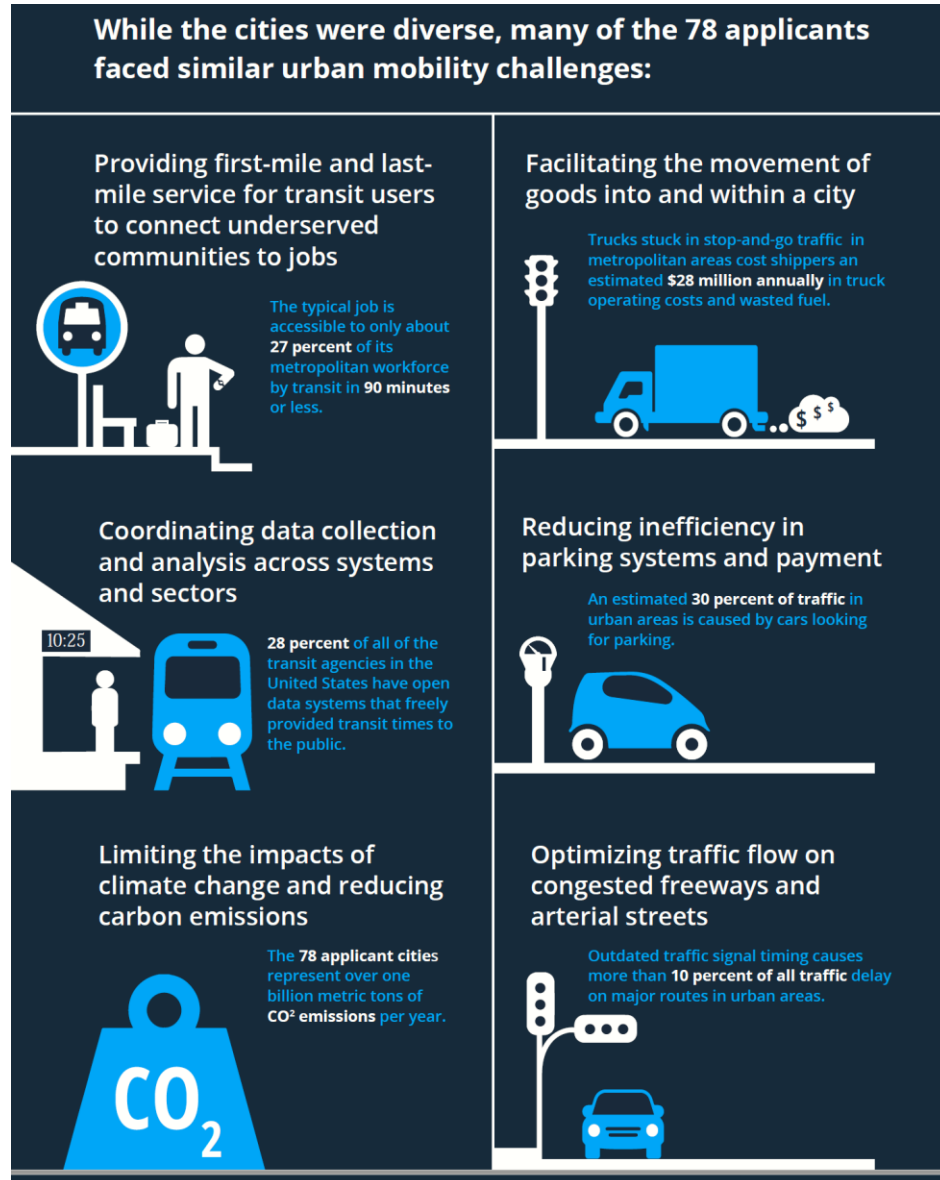 While the cities were diverse, many of the 78 applicants
faced similar urban mobility challenges:
Providing first-mile and last-
mile service for transit users
to connect underserved
communities to jobs
The typical job is
accessible to only about
27 percent of its
metropolitan workforce
by transit in 90 minutes
or less.
Facilitating the movement of
goods into and within a city
Trucks stuck in stop-and-go traffic in
metropolitan areas cost shippers an
estimated $28 million annually in truck
operating costs and wasted fuel.
$ $ $
Coordinating data collection
and analysis across systems
and sectors
10:25
28 percent of all of the
transit agencies in the
United States have open
data systems that freely
provided transit times to
the public.
Reducing inefficiency in
parking systems and payment
An estimated 30 percent of traffic in
urban areas is caused by cars looking
for parking.
Limiting the impacts of
climate change and reducing
carbon emissions
The 78 applicant cities
represent over one
billion metric tons of
CO² emissions per year.
CO₂
Optimizing traffic flow on
congested freeways and
arterial streets
Outdated traffic signal timing causes
more than 10 percent of all traffic delay
on major routes in urban areas.